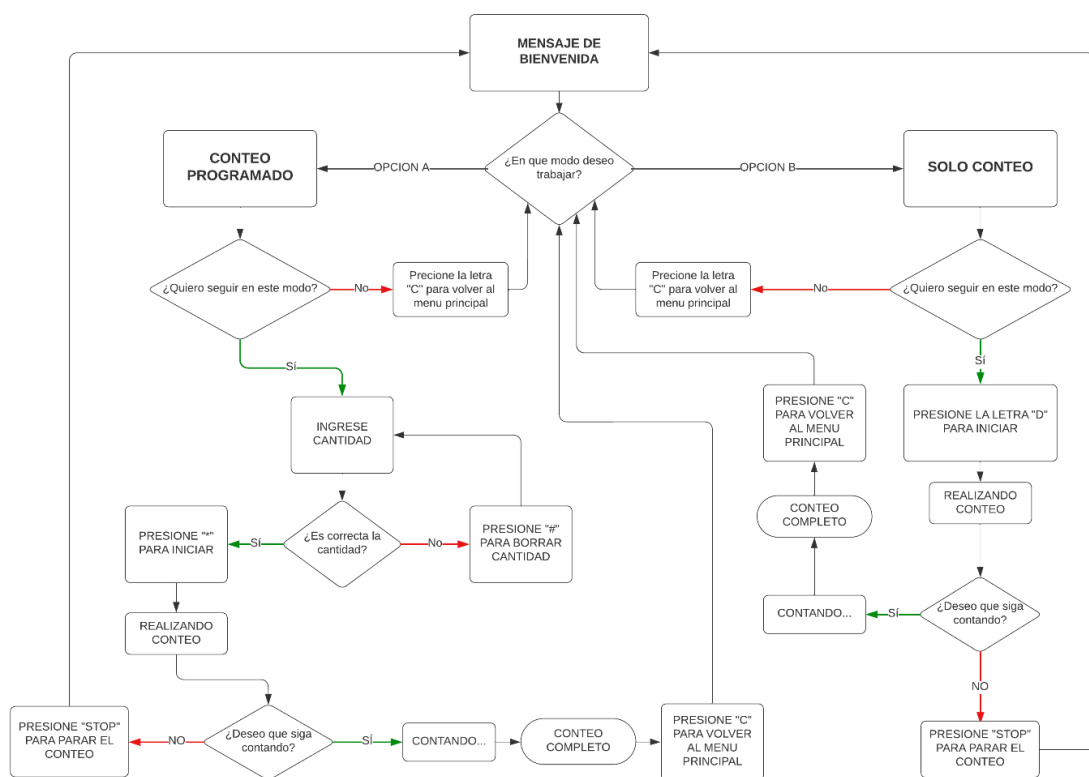 MENSAJE DE
BIENVENIDA
¿En que modo deseo
trabajar?
OPCION A
OPCION B
CONTEO
PROGRAMADO
SOLO CONTEO
¿Quiero seguir en este modo?
No
Precione la letra
"C" para volver al
menu principal
Precione la letra
"C" para volver al
menu principal
No
¿Quiero seguir en este modo?
Sí
Sí
INGRESE
CANTIDAD
PRESIONE "C"
PARA VOLVER
AL MENU
PRINCIPAL
PRESIONE LA LETRA "D"
PARA INICIAR
PRESIONE "*"
PARA INICIAR
Sí
¿Es correcta la
cantidad?
No
PRESIONE "#"
PARA BORRAR
CANTIDAD
CONTEO
COMPLETO
REALIZANDO
CONTEO
REALIZANDO
CONTEO
CONTANDO...
Sí
¿Deseo que siga
contando?
NO
PRESIONE "STOP"
PARA PARAR EL
CONTEO
NO
¿Deseo que siga
contando?
SÍ
CONTANDO...
CONTEO
COMPLETO
PRESIONE "C"
PARA VOLVER
AL MENU
PRINCIPAL
PRESIONE "STOP"
PARA PARAR EL
CONTEO